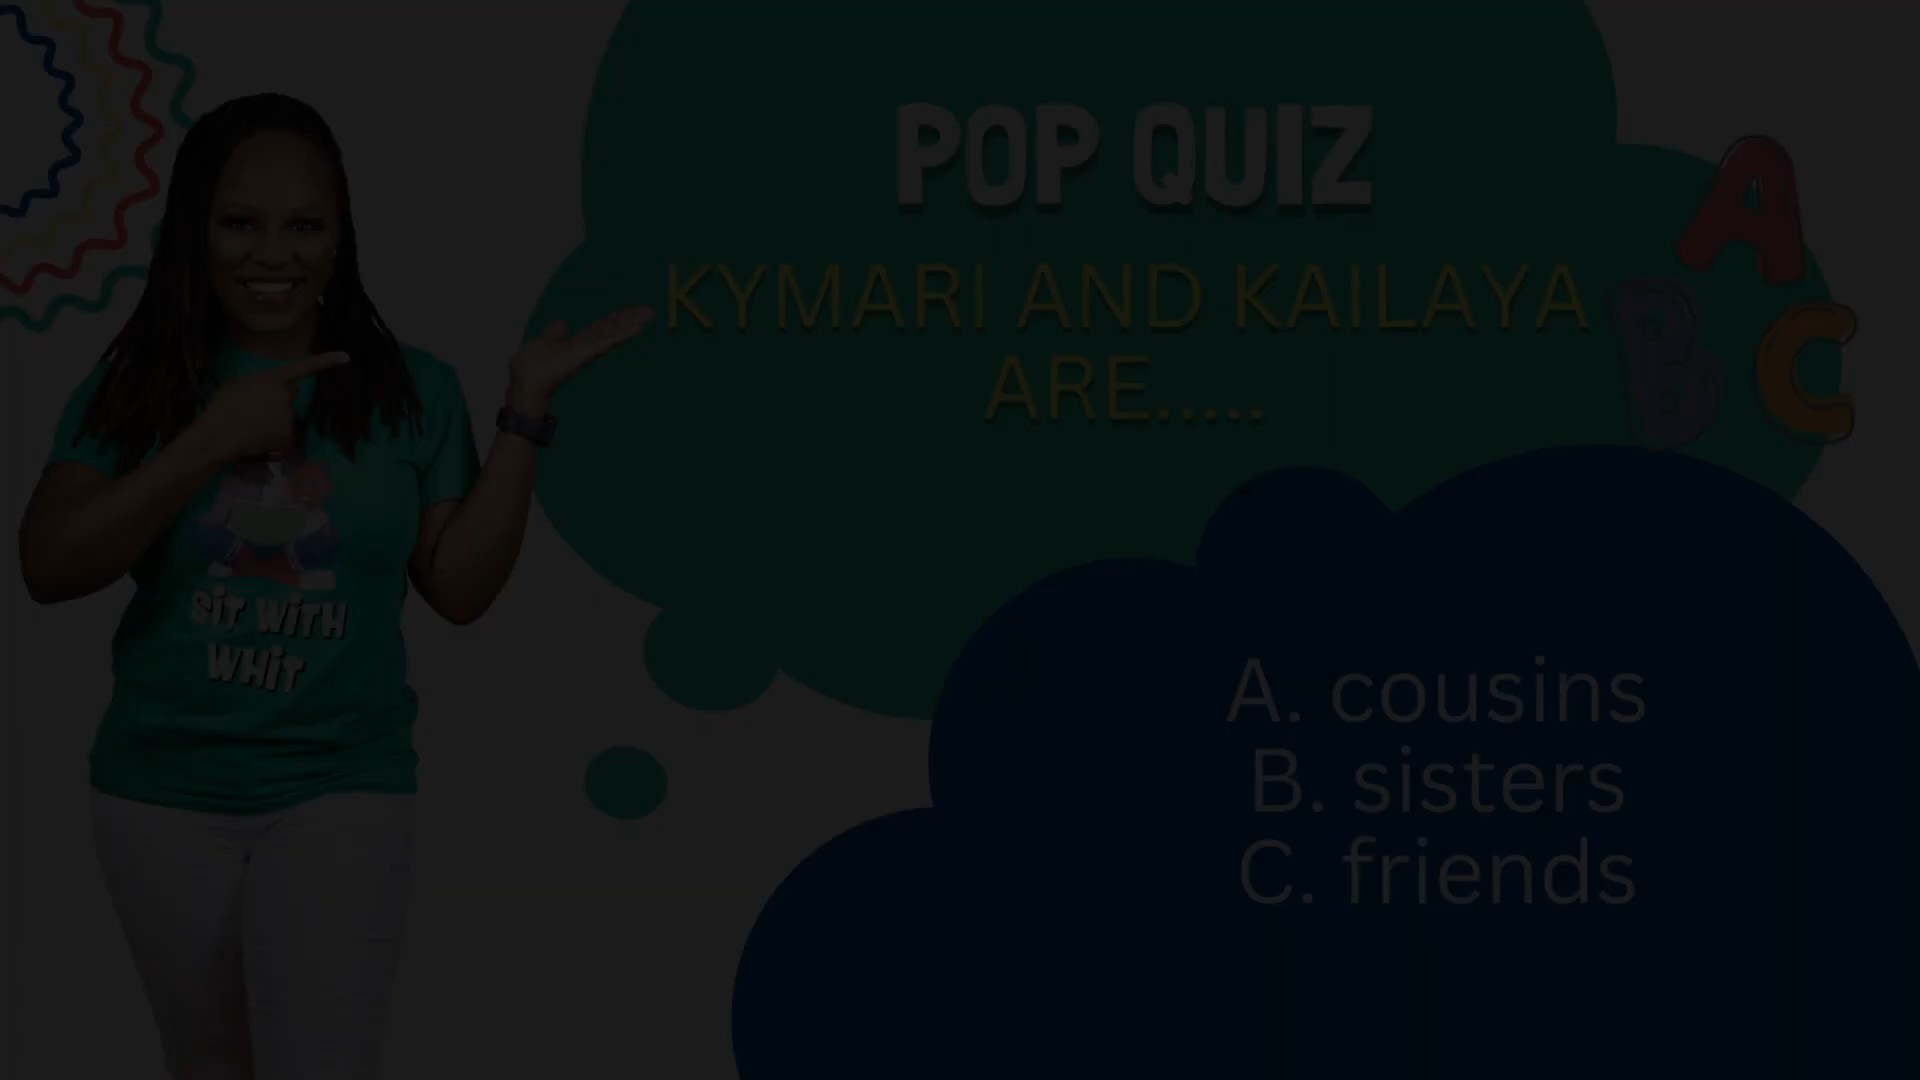 POP QUIZ
KYMARI AND KAILAYA
ARE.....
A
B
C
SIT WITH
WHIT
A. cousins
B. sisters
C. friends